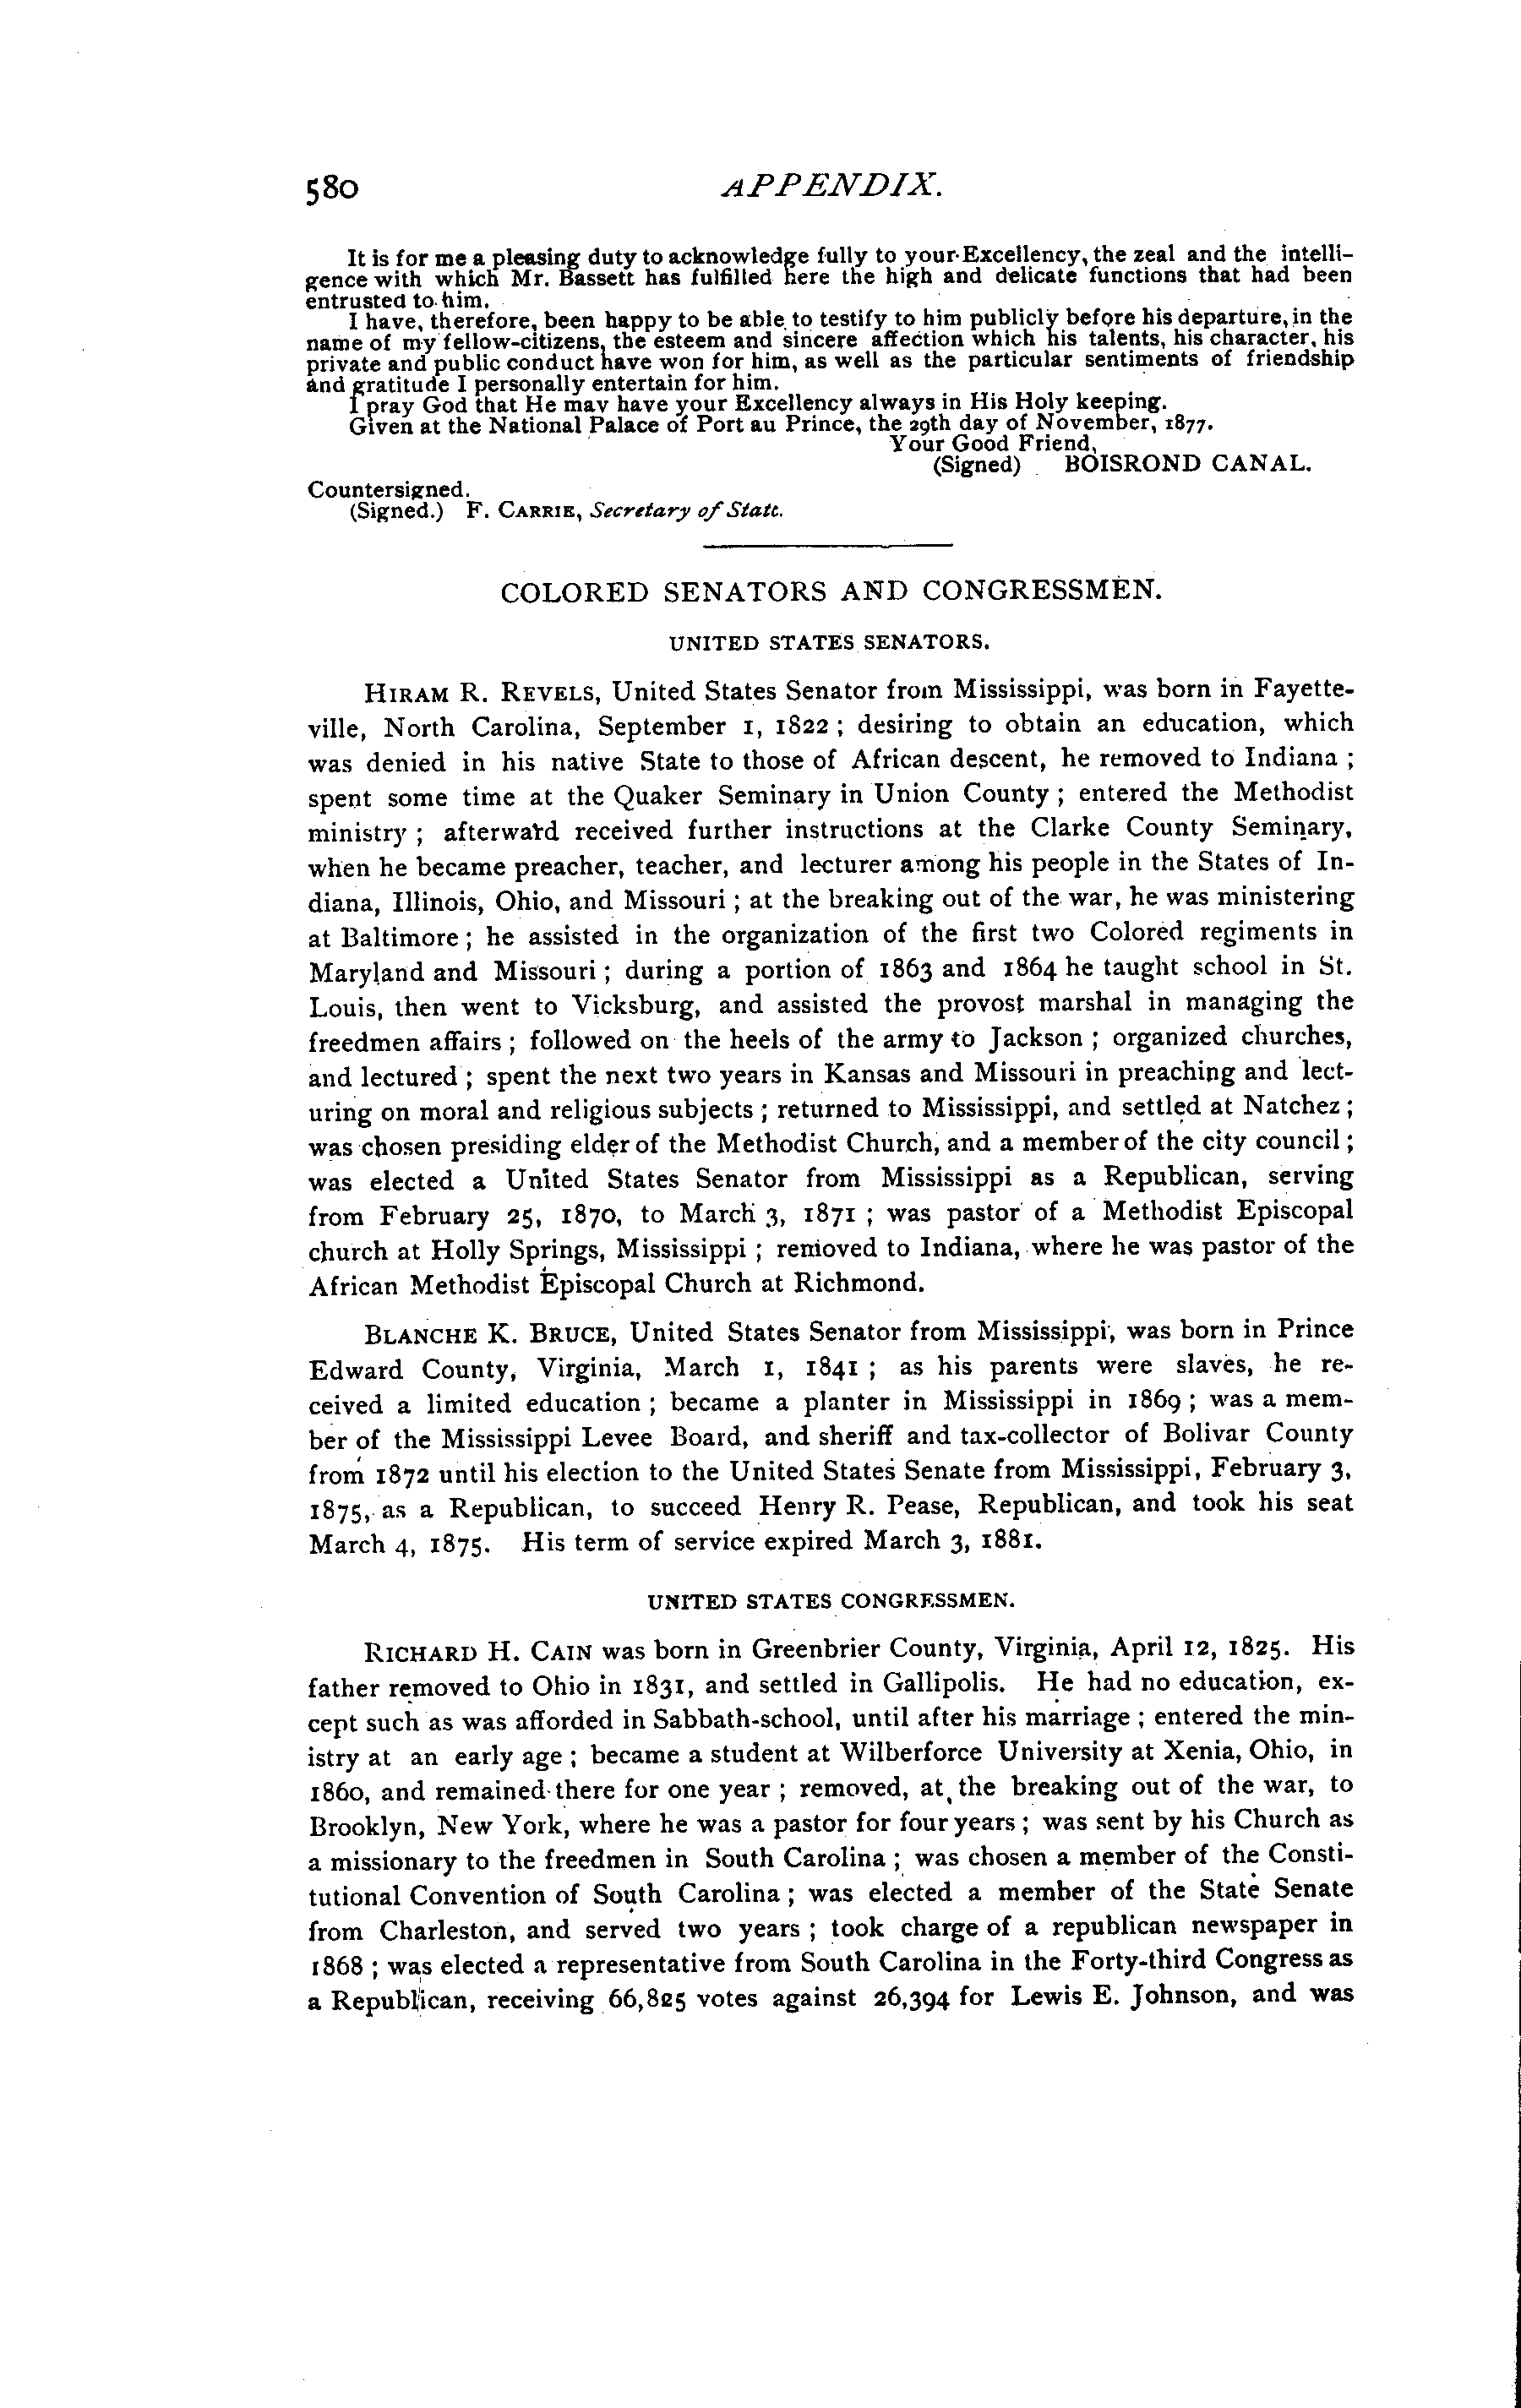 580 APPENDIX.
It is for me a pleasing duty to acknowledge fully to your Excellency, the zeal and the intelli-
gence with which Mr. Bassett has fulfilled here the high and delicate functions that had been
entrusted to him.
I have, therefore, been happy to be able to testify to him publicly before his departure, in the
name of my fellow-citizens, the esteem and sincere affection which his talents, his character, his
private and public conduct have won for him, as well as the particular sentiments of friendship
and gratitude I personally entertain for him.
I pray God that He may have your Excellency always in His Holy keeping.
Given at the National Palace of Port au Prince, the 29th day of November, 1877.
Your Good Friend,
(Signed) BOISROND CANAL.
Countersigned.
(Signed.) F. CARRIE, Secretary of State.
COLORED SENATORS AND CONGRESSMEN.
UNITED STATES SENATORS.
HIRAM R. REVELS, United States Senator from Mississippi, was born in Fayette-
ville, North Carolina, September 1, 1822 ; desiring to obtain an education, which
was denied in his native State to those of African descent, he removed to Indiana ;
spent some time at the Quaker Seminary in Union County ; entered the Methodist
ministry ; afterward received further instructions at the Clarke County Seminary,
when he became preacher, teacher, and lecturer among his people in the States of In-
diana, Illinois, Ohio, and Missouri ; at the breaking out of the war, he was ministering
at Baltimore ; he assisted in the organization of the first two Colored regiments in
Maryland and Missouri ; during a portion of 1863 and 1864 he taught school in St.
Louis, then went to Vicksburg, and assisted the provost marshal in managing the
freedmen affairs ; followed on the heels of the army to Jackson ; organized churches,
and lectured ; spent the next two years in Kansas and Missouri in preaching and lect-
uring on moral and religious subjects ; returned to Mississippi, and settled at Natchez ;
was chosen presiding elder of the Methodist Church, and a member of the city council ;
was elected a United States Senator from Mississippi as a Republican, serving
from February 25, 1870, to March 3, 1871 ; was pastor of a Methodist Episcopal
church at Holly Springs, Mississippi ; removed to Indiana, where he was pastor of the
African Methodist Episcopal Church at Richmond.
BLANCHE K. BRUCE, United States Senator from Mississippi, was born in Prince
Edward County, Virginia, March 1, 1841 ; as his parents were slaves, he re-
ceived a limited education ; became a planter in Mississippi in 1869 ; was a mem-
ber of the Mississippi Levee Board, and sheriff and tax-collector of Bolivar County
from 1872 until his election to the United States Senate from Mississippi, February 3,
1875, as a Republican, to succeed Henry R. Pease, Republican, and took his seat
March 4, 1875. His term of service expired March 3, 1881.
UNITED STATES CONGRESSMEN.
RICHARD H. CAIN was born in Greenbrier County, Virginia, April 12, 1825. His
father removed to Ohio in 1831, and settled in Gallipolis. He had no education, ex-
cept such as was afforded in Sabbath-school, until after his marriage ; entered the min-
istry at an early age ; became a student at Wilberforce University at Xenia, Ohio, in
1860, and remained there for one year ; removed, at the breaking out of the war, to
Brooklyn, New York, where he was a pastor for four years ; was sent by his Church as
a missionary to the freedmen in South Carolina ; was chosen a member of the Consti-
tutional Convention of South Carolina ; was elected a member of the State Senate
from Charleston, and served two years ; took charge of a republican newspaper in
1868 ; was elected a representative from South Carolina in the Forty-third Congress as
a Republican, receiving 66,825 votes against 26,394 for Lewis E. Johnson, and was